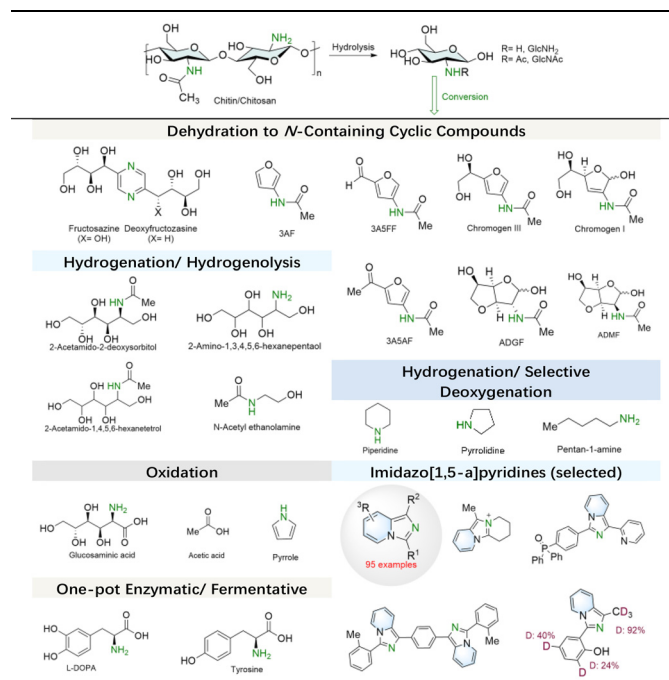 Chitin/Chitosan
Hydrolysis
R= H, GlcNH2
R= Ac, GlcNAc
Conversion
Dehydration to N-Containing Cyclic Compounds
Fructosazine
(X= OH)
Deoxyfructozasine
(X= H)
3AF
3A5FF
Chromogen III
Chromogen I
Hydrogenation/ Hydrogenolysis
2-Acetamido-2-deoxysorbitol
2-Amino-1,3,4,5,6-hexanepentaol
3A5AF
ADGF
ADMF
2-Acetamido-1,4,5,6-hexanetetrol
N-Acetyl ethanolamine
Hydrogenation/ Selective
Deoxygenation
Piperidine
Pyrrolidine
Pentan-1-amine
Oxidation
Glucosaminic acid
Acetic acid
Pyrrole
Imidazo[1,5-a]pyridines (selected)
95 examples
One-pot Enzymatic/ Fermentative
L-DOPA
Tyrosine
D: 40%
D: 92%
D: 24%